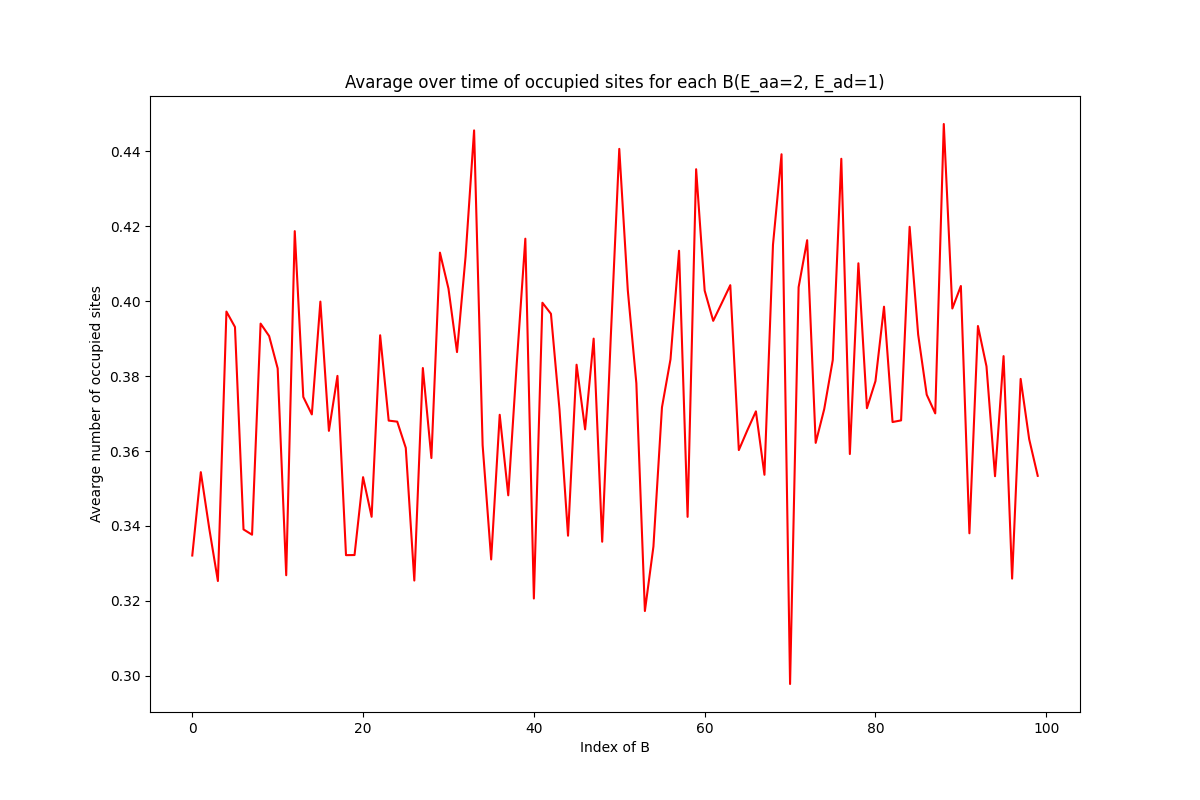 Avarage over time of occupied sites for each B(E_aa=2, E_ad=1)
0.44
0.42
0.40
0.38
0.36
0.34
0.32
0.30
Avearge number of occupied sites
0 20 40 60 80 100
Index of B